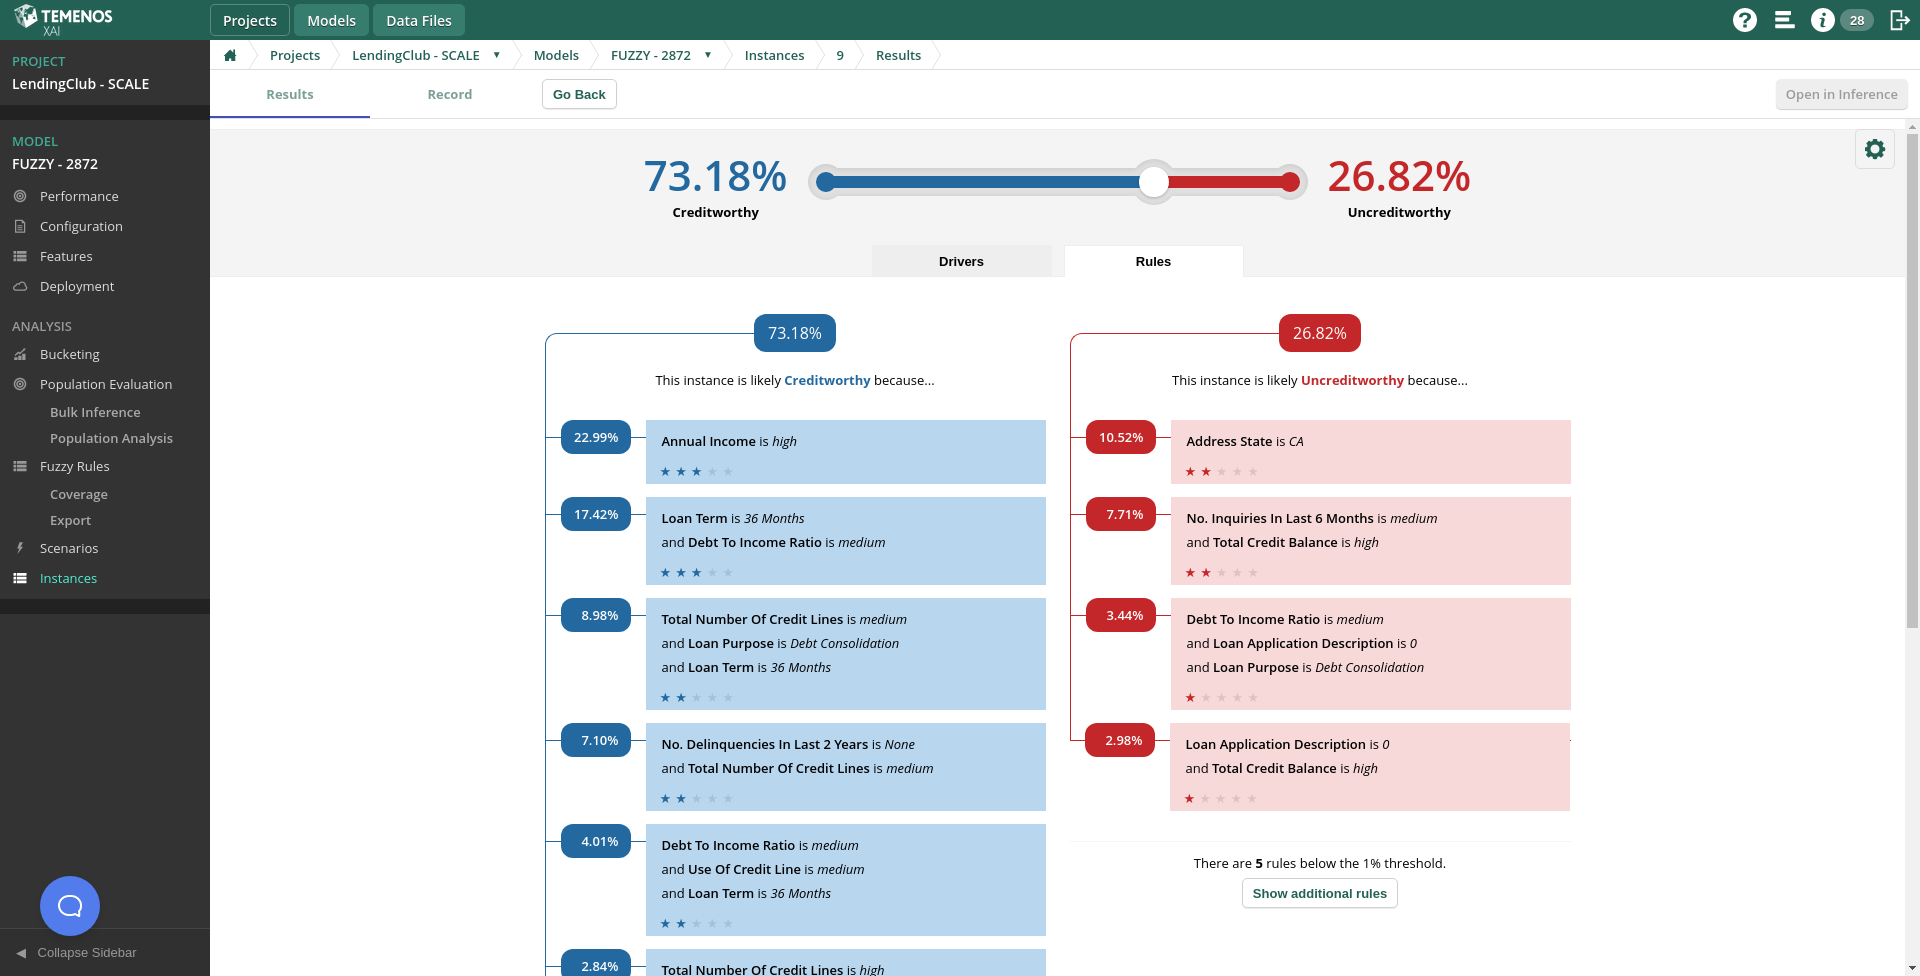 TEMENOS
XAI
Projects
Models
Data Files
28
Projects
LendingClub - SCALE
Models
FUZZY - 2872
Instances
9
Results
PROJECT
LendingClub - SCALE
MODEL
FUZZY - 2872
Performance
Configuration
Features
Deployment
ANALYSIS
Bucketing
Population Evaluation
Bulk Inference
Population Analysis
Fuzzy Rules
Coverage
Export
Scenarios
Instances
Collapse Sidebar
Results
Record
Go Back
Open in Inference
73.18%
Creditworthy
26.82%
Uncreditworthy
Drivers
Rules
73.18%
This instance is likely Creditworthy because...
22.99%
Annual Income is high
17.42%
Loan Term is 36 Months
and Debt To Income Ratio is medium
8.98%
Total Number Of Credit Lines is medium
and Loan Purpose is Debt Consolidation
and Loan Term is 36 Months
7.10%
No. Delinquencies In Last 2 Years is None
and Total Number Of Credit Lines is medium
4.01%
Debt To Income Ratio is medium
and Use Of Credit Line is medium
and Loan Term is 36 Months
2.84%
Total Number Of Credit Lines is high
26.82%
This instance is likely Uncreditworthy because...
10.52%
Address State is CA
7.71%
No. Inquiries In Last 6 Months is medium
and Total Credit Balance is high
3.44%
Debt To Income Ratio is medium
and Loan Application Description is 0
and Loan Purpose is Debt Consolidation
2.98%
Loan Application Description is 0
and Total Credit Balance is high
There are 5 rules below the 1% threshold.
Show additional rules